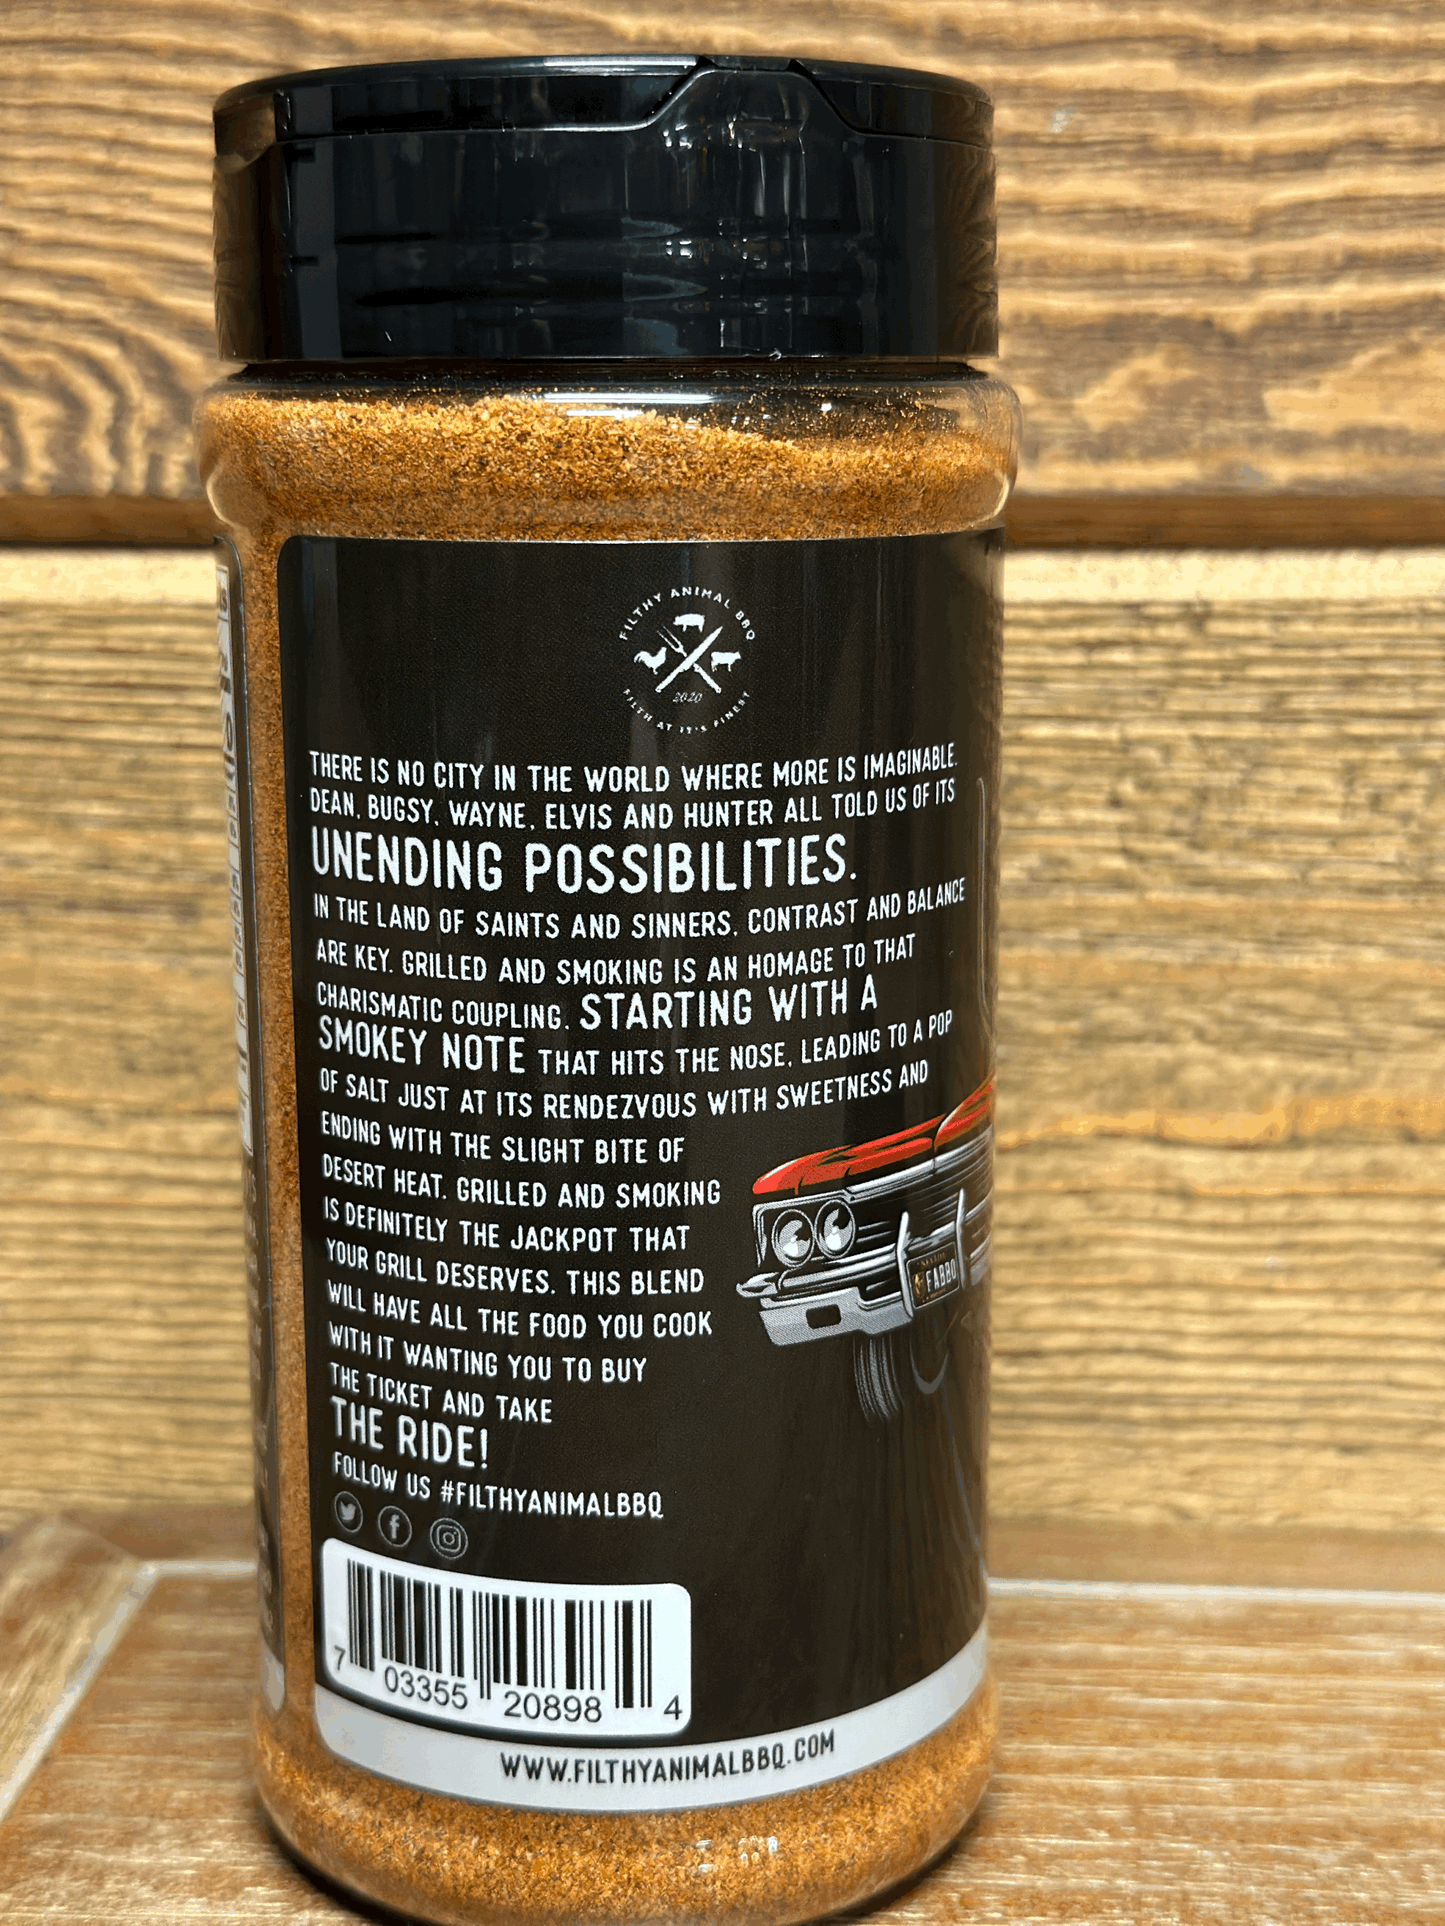 FILTHY ANIMAL BBQ
2020
FILTH AT IT'S FINEST
THERE IS NO CITY IN THE WORLD WHERE MORE IS IMAGINABLE.
DEAN, BUGSY, WAYNE, ELVIS AND HUNTER ALL TOLD US OF ITS
UNENDING POSSIBILITIES.
IN THE LAND OF SAINTS AND SINNERS, CONTRAST AND BALANCE
ARE KEY. GRILLED AND SMOKING IS AN HOMAGE TO THAT
CHARISMATIC COUPLING. STARTING WITH A
SMOKEY NOTE THAT HITS THE NOSE, LEADING TO A POP
OF SALT JUST AT ITS RENDEZVOUS WITH SWEETNESS AND
ENDING WITH THE SLIGHT BITE OF
DESERT HEAT. GRILLED AND SMOKING
IS DEFINITELY THE JACKPOT THAT
YOUR GRILL DESERVES. THIS BLEND
WILL HAVE ALL THE FOOD YOU COOK
WITH IT WANTING YOU TO BUY
THE TICKET AND TAKE
THE RIDE!
FOLLOW US #FILTHYANIMALBBQ
FABBQ
7 03355 20898 4
WWW.FILTHYANIMALBBQ.COM